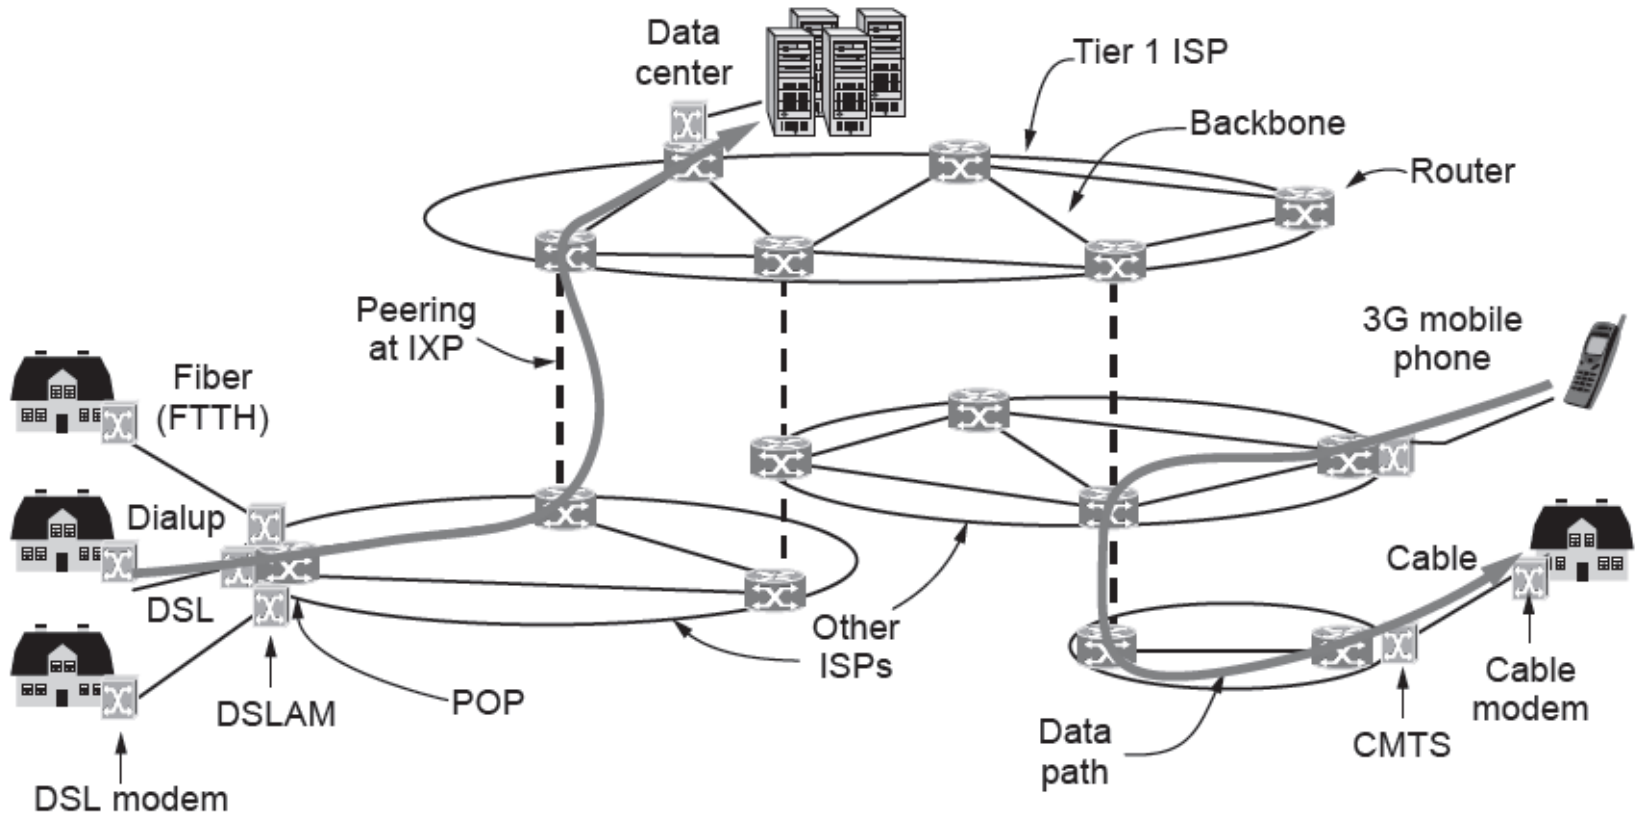 Data
center
Tier 1 ISP
Backbone
Router
Peering
at IXP
3G mobile
phone
Fiber
(FTTH)
Dialup
DSL
Cable
Other
ISPs
POP
DSLAM
DSL modem
Data
path
CMTS
Cable
modem